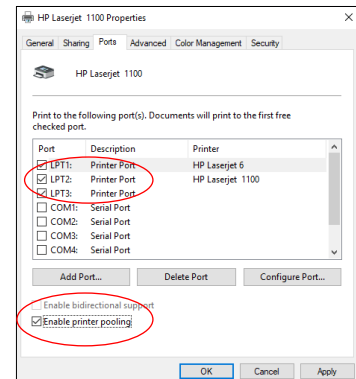 HP Laserjet 1100 Properties
General Sharing Ports Advanced Color Management Security
HP Laserjet 1100
Print to the following port(s). Documents will print to the first free
checked port.
Port Description Printer
LPT1: Printer Port HP Laserjet 6
LPT2: Printer Port HP Laserjet 1100
LPT3: Printer Port
COM1: Serial Port
COM2: Serial Port
COM3: Serial Port
COM4: Serial Port
Add Port... Delete Port Configure Port...
Enable bidirectional support
Enable printer pooling
OK Cancel Apply